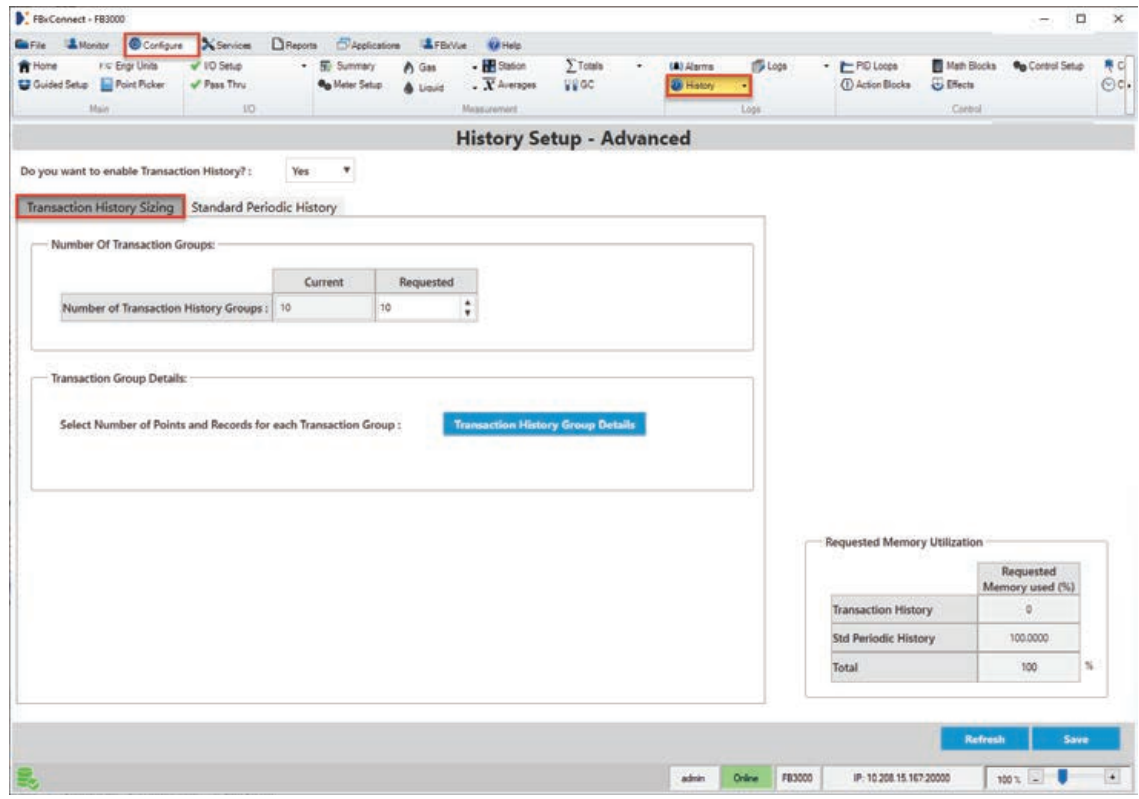 FBxConnect - FB3000
File Monitor Configure Services Reports Applications FBxVue Help
Home Engr Units I/O Setup Summary Gas Station Totals Alarms Logs PID Loops Math Blocks Control Setup
Guided Setup Point Picker Pass Thru Meter Setup Liquid Averages GC History Action Blocks Effects
Main I/O Measurement Logs Control
History Setup - Advanced
Do you want to enable Transaction History? : Yes
Transaction History Sizing Standard Periodic History
Number Of Transaction Groups:
Current Requested
Number of Transaction History Groups : 10 10
Transaction Group Details:
Select Number of Points and Records for each Transaction Group : Transaction History Group Details
Requested Memory Utilization
Requested
Memory used (%)
Transaction History 0
Std Periodic History 100.0000
Total 100 %
Refresh Save
admin Online FB3000 IP: 10.208.15.167:20000 100 % - +